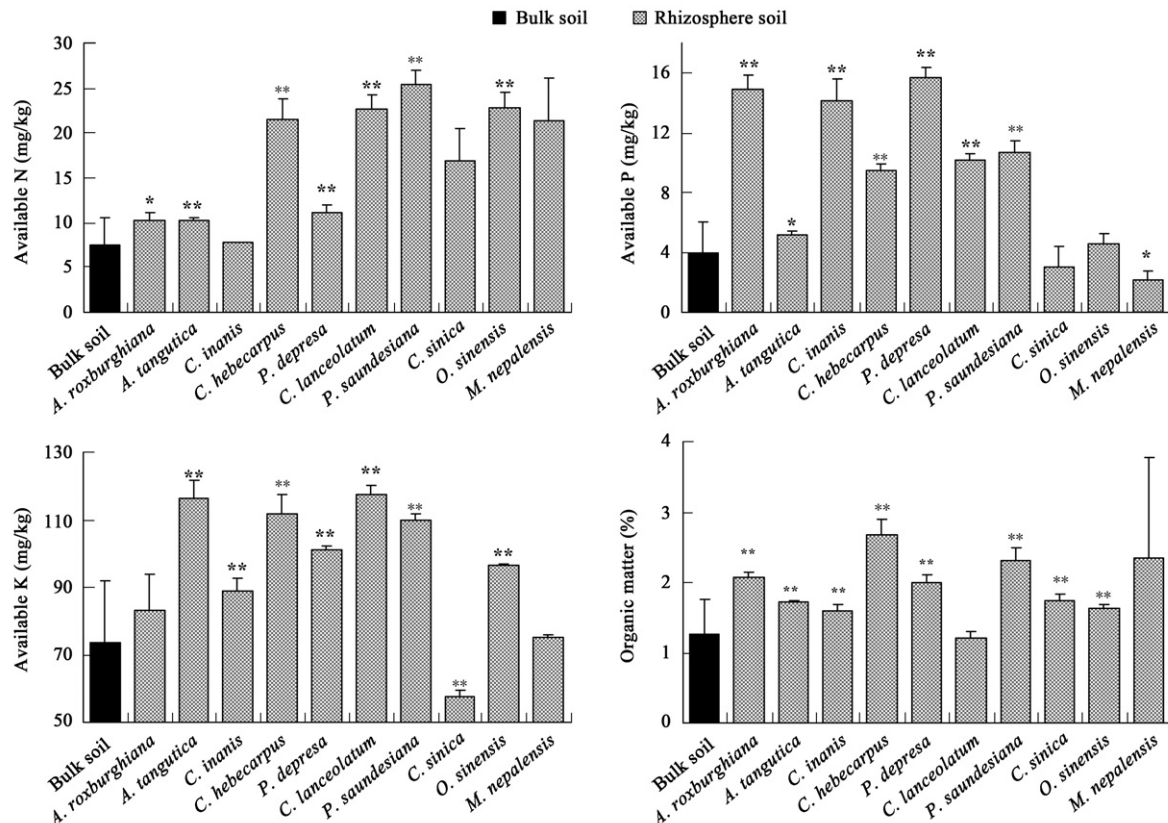 Bulk soil Rhizosphere soil
Available N (mg/kg)
30
25
20
15
10
5
0
* ** ** ** ** ** **
Bulk soil
A. roxburghiana
A. tangutica
C. inanis
C. hebecarpus
P. depresa
C. lanceolatum
P. saundesiana
C. sinica
O. sinensis
M. nepalensis
Available P (mg/kg)
16
12
8
4
0
** * ** ** ** ** ** *
Bulk soil
A. roxburghiana
A. tangutica
C. inanis
C. hebecarpus
P. depresa
C. lanceolatum
P. saundesiana
C. sinica
O. sinensis
M. nepalensis
Available K (mg/kg)
130
110
90
70
50
** ** ** ** ** ** ** **
Bulk soil
A. roxburghiana
A. tangutica
C. inanis
C. hebecarpus
P. depresa
C. lanceolatum
P. saundesiana
C. sinica
O. sinensis
M. nepalensis
Organic matter (%)
4
3
2
1
0
** ** ** ** ** ** ** **
Bulk soil
A. roxburghiana
A. tangutica
C. inanis
C. hebecarpus
P. depresa
C. lanceolatum
P. saundesiana
C. sinica
O. sinensis
M. nepalensis